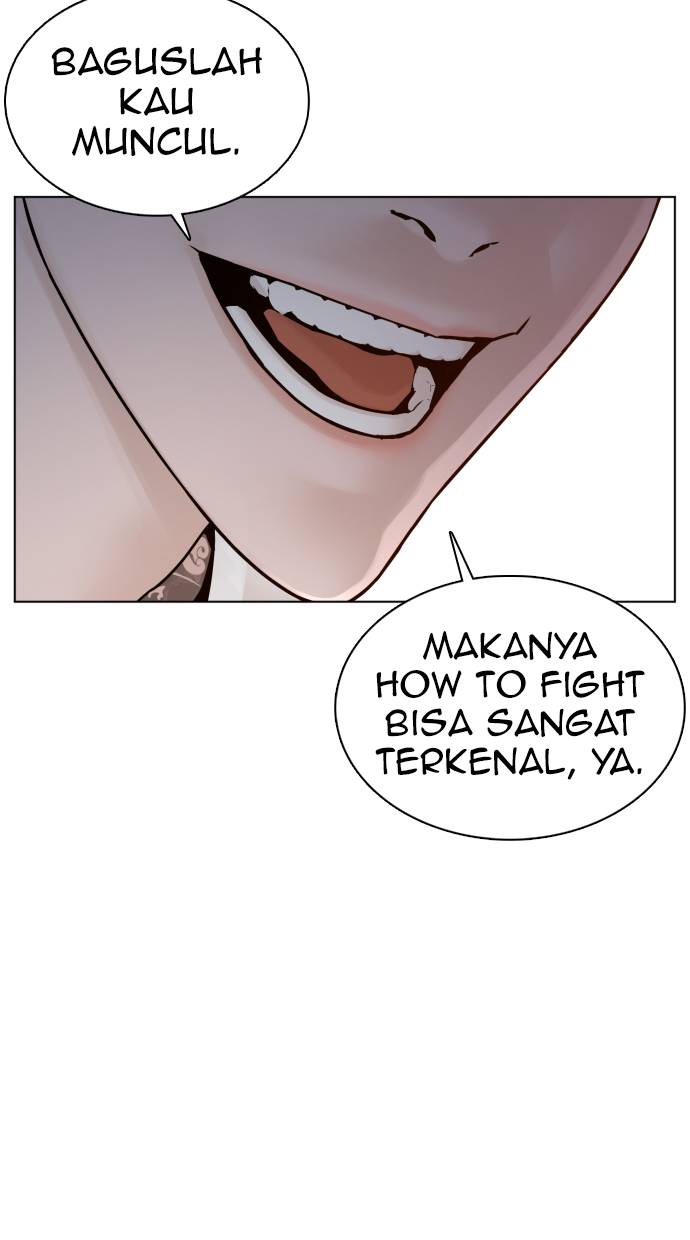 BAGUSLAH
KAU
MUNCUL.
MAKANYA
HOW TO FIGHT
BISA SANGAT
TERKENAL, YA.